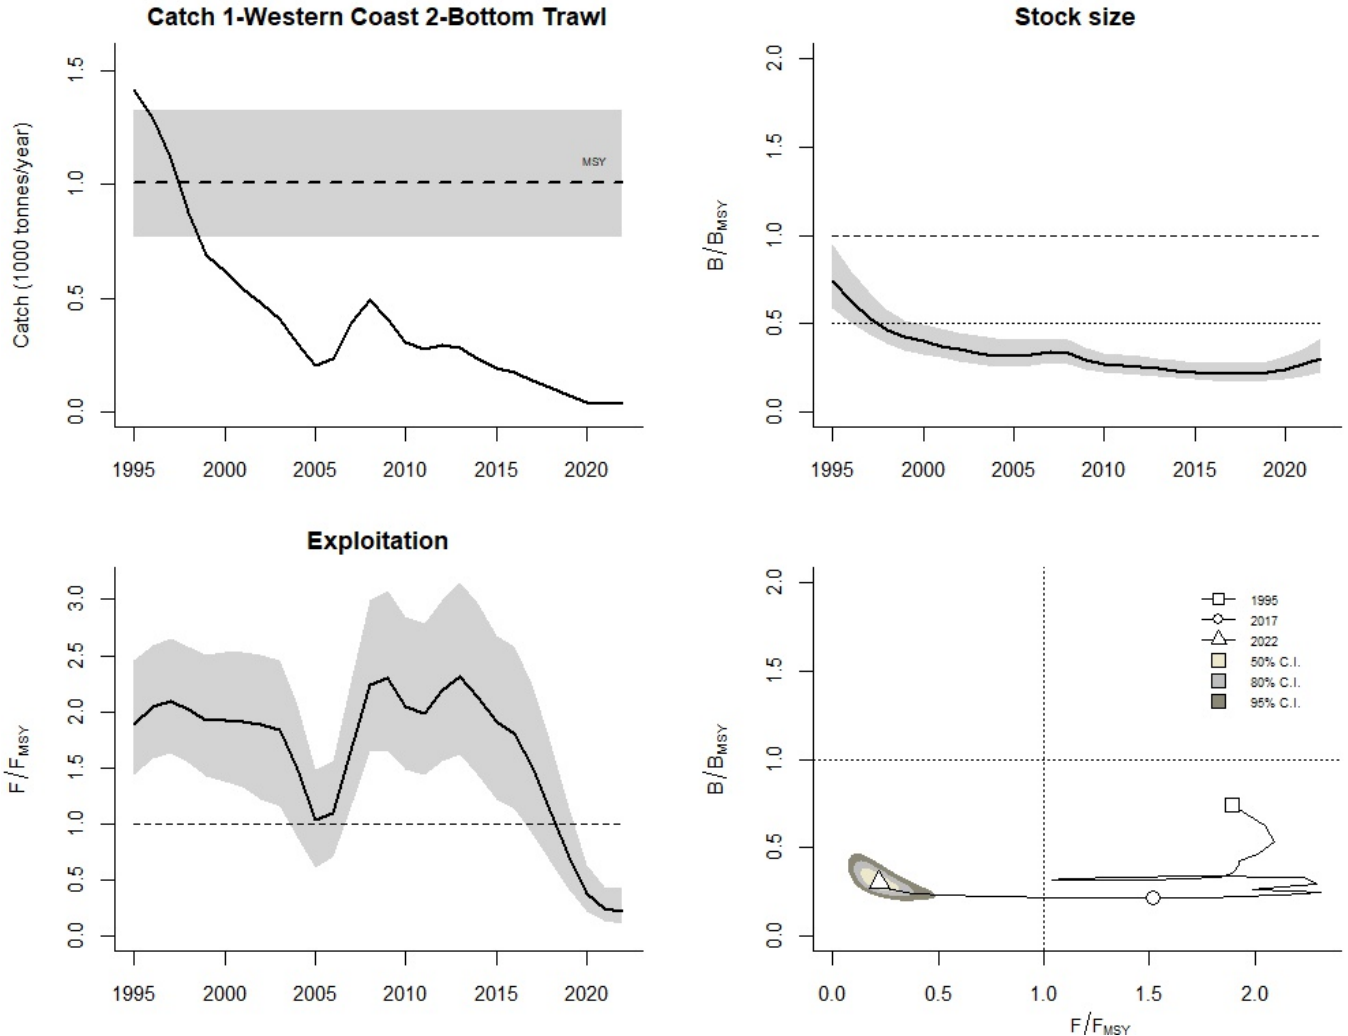 Catch 1-Western Coast 2-Bottom Trawl
Catch (1000 tonnes/year)
1.5
1.0
0.5
0.0
MSY
1995 2000 2005 2010 2015 2020
Stock size
B/BMSY
2.0
1.5
1.0
0.5
0.0
1995 2000 2005 2010 2015 2020
Exploitation
F/FMSY
3.0
2.5
2.0
1.5
1.0
0.5
0.0
1995 2000 2005 2010 2015 2020
B/BMSY
2.0
1.5
1.0
0.5
0.0
1995
2017
2022
50% C.I.
80% C.I.
95% C.I.
0.0 0.5 1.0 1.5 2.0
F/FMSY